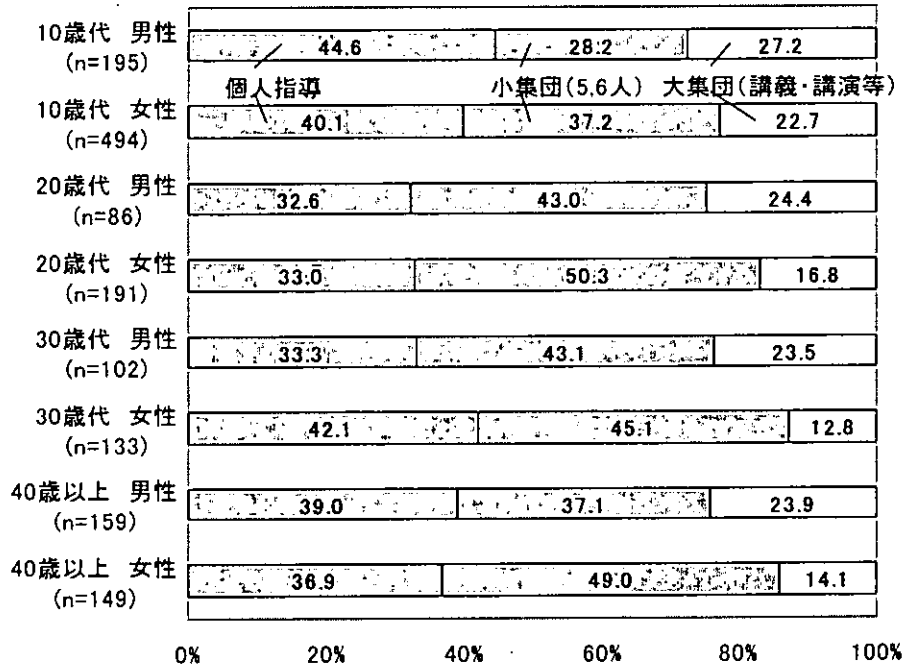 10歳代 男性
(n=195)
44.6 28.2 27.2
個人指導 小集団(5,6人) 大集団(講義・講演等)
10歳代 女性
(n=494)
40.1 37.2 22.7
20歳代 男性
(n=86)
32.6 43.0 24.4
20歳代 女性
(n=191)
33.0 50.3 16.8
30歳代 男性
(n=102)
33.3 43.1 23.5
30歳代 女性
(n=133)
42.1 45.1 12.8
40歳以上 男性
(n=159)
39.0 37.1 23.9
40歳以上 女性
(n=149)
36.9 49.0 14.1
0% 20% 40% 60% 80% 100%